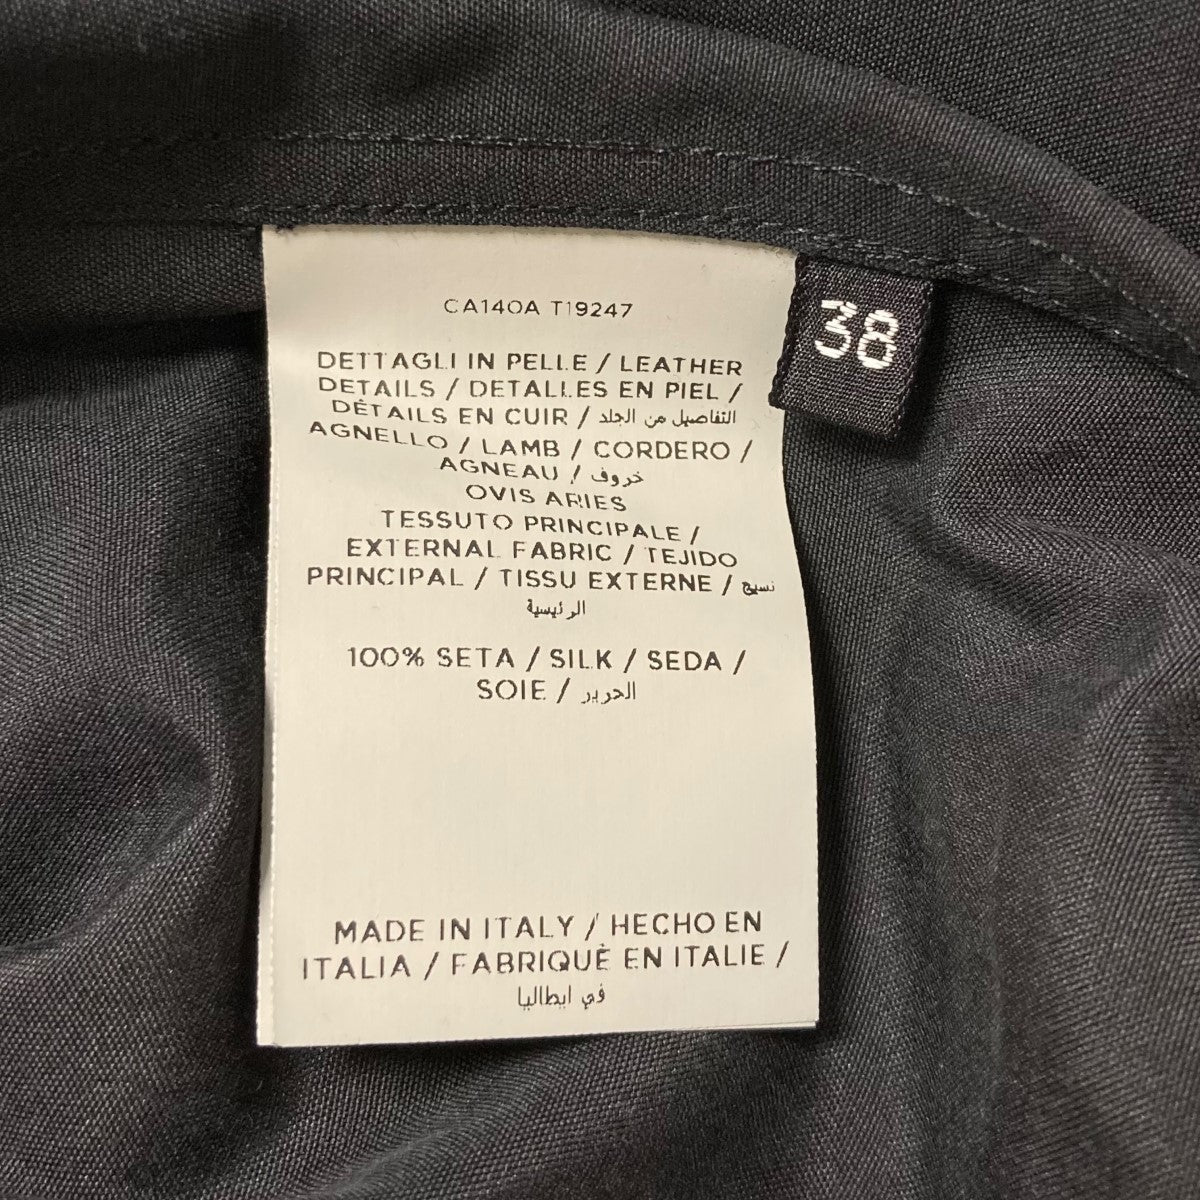 CA140A T19247
38
DETTAGLI IN PELLE / LEATHER
DETAILS / DETALLES EN PIEL /
DÉTAILS EN CUIR / التفاصيل من الجلد
AGNELLO / LAMB / CORDERO /
AGNEAU / خروف
OVIS ARIES
TESSUTO PRINCIPALE /
EXTERNAL FABRIC / TEJIDO
PRINCIPAL / TISSU EXTERNE / نسيج
الرئيسية
100% SETA / SILK / SEDA /
SOIE / الحرير
MADE IN ITALY / HECHO EN
ITALIA / FABRIQUÈ EN ITALIE /
في ايطاليا